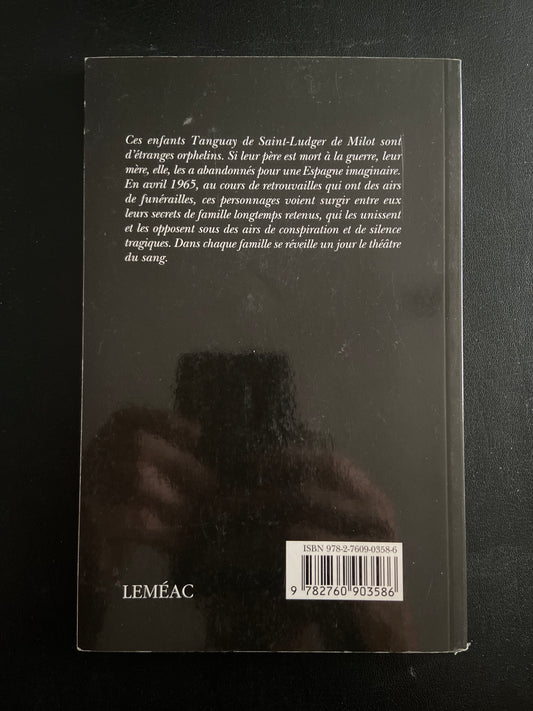 Ces enfants Tanguay de Saint-Ludger de Milot sont
d'étranges orphelins. Si leur père est mort à la guerre, leur
mère, elle, les a abandonnés pour une Espagne imaginaire.
En avril 1965, au cours de retrouvailles qui ont des airs
de funérailles, ces personnages voient surgir entre eux
leurs secrets de famille longtemps retenus, qui les unissent
et les opposent sous des airs de conspiration et de silence
tragiques. Dans chaque famille se réveille un jour le théâtre
du sang.
ISBN 978-2-7609-0358-6
9 782760 903586
LEMÉAC